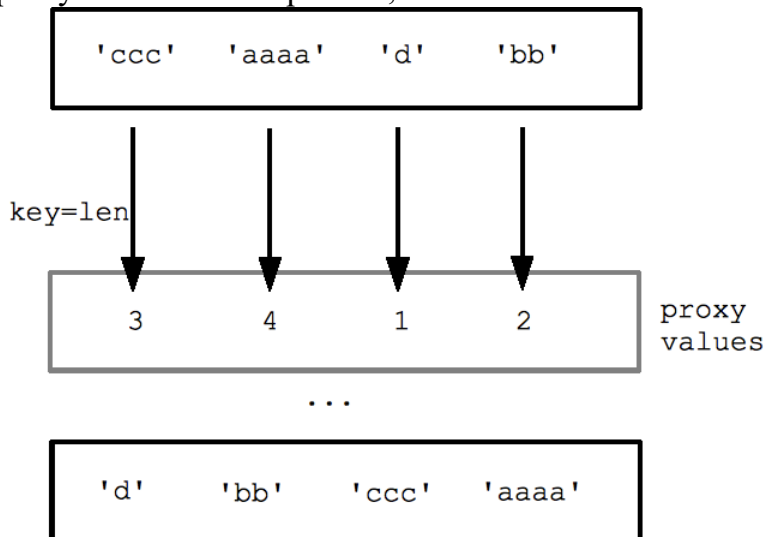 'ccc' 'aaaa' 'd' 'bb'
key=len
3 4 1 2
proxy
values
...
'd' 'bb' 'ccc' 'aaaa'